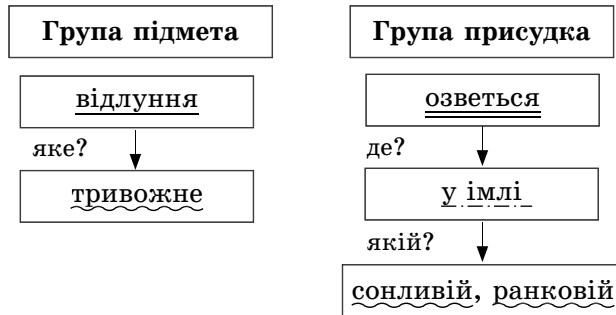 Група підмета
відлуння
яке?
тривожне
Група присудка
озветься
де?
у імлі
якій?
сонливій, ранковій